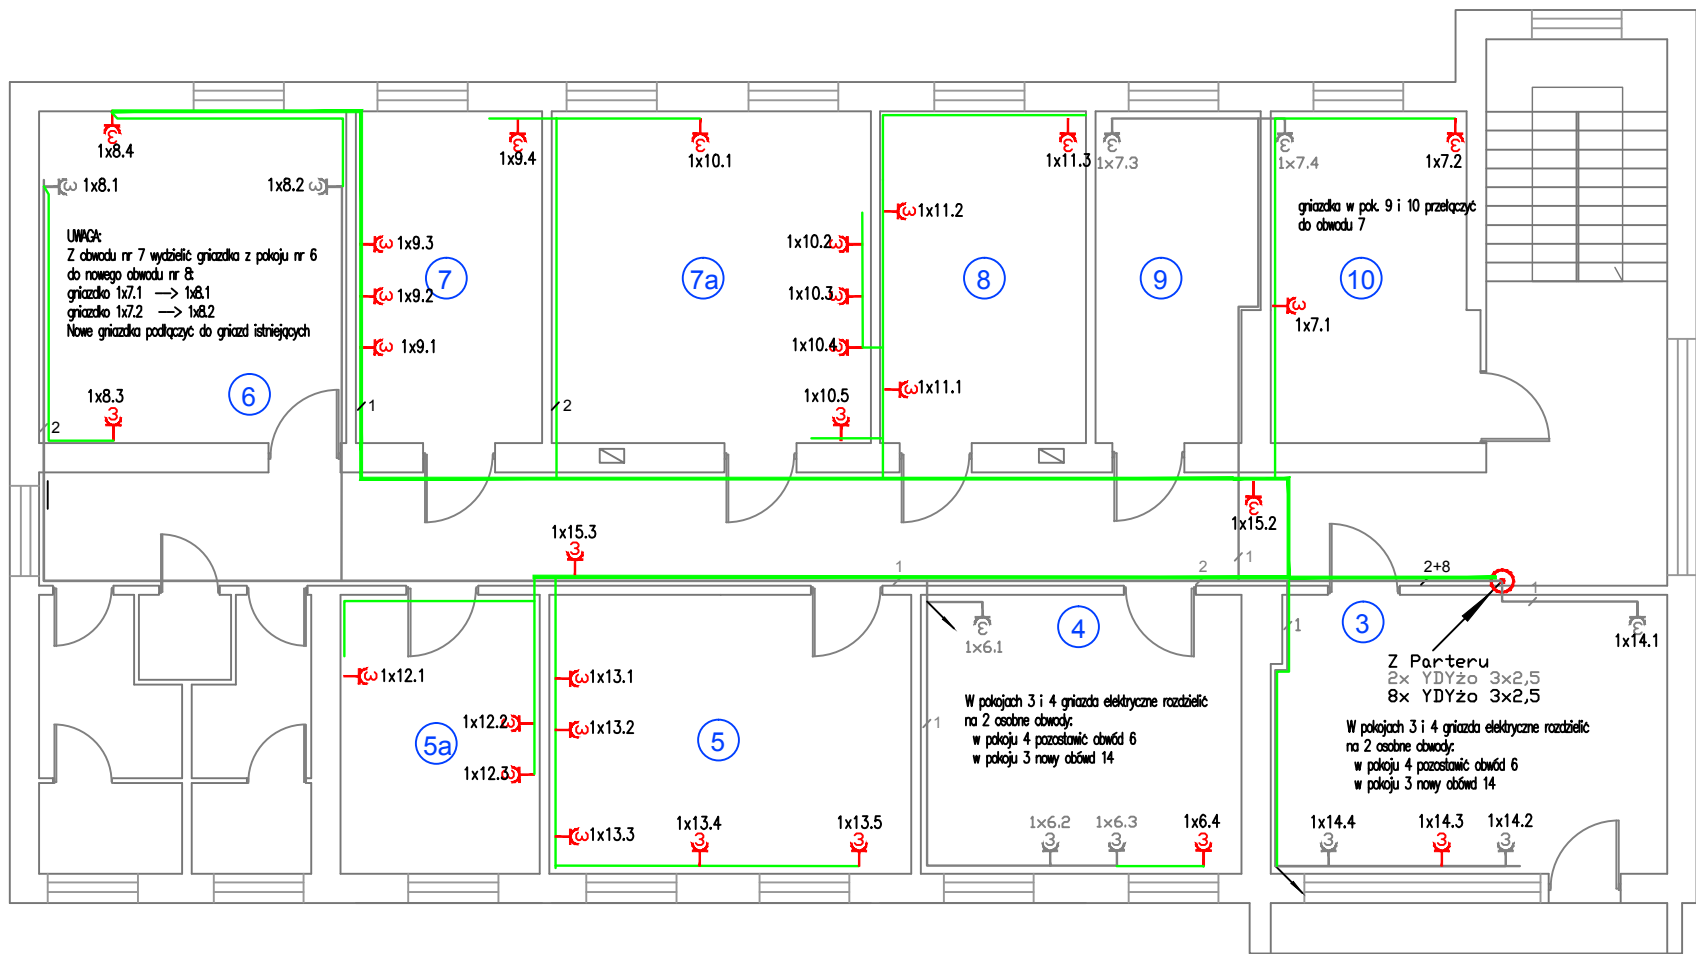 1x8.4
1x9.4
1x10.1
1x11.3
1x7.3
1x7.4
1x7.2
1x8.1
1x8.2
1x11.2
gniazdka w pok. 9 i 10 przełączyć
do obwodu 7
UWAGA:
Z obwodu nr 7 wydzielić gniazdka z pokoju nr 6
do nowego obwodu nr 8:
gniazdko 1x7.1 —> 1x8.1
gniazdko 1x7.2 —> 1x8.2
Nowe gniazdka podłączyć do gniazd istniejących
1x9.3
1x10.2
7
7a
8
9
10
1x9.2
1x10.3
1x7.1
1x9.1
1x10.4
1x8.3
6
1x10.5
1x11.1
2
1
2
1x15.3
1x15.2
1
1
2
2+8
1
1x6.1
4
1
3
1x14.1
Z Parteru
2x YDYżo 3x2,5
8x YDYżo 3x2,5
1x12.1
1x13.1
W pokojach 3 i 4 gniazda elektryczne rozdzielić
na 2 osobne obwody:
w pokoju 4 pozostawić obwód 6
w pokoju 3 nowy obówd 14
1x12.2
1x13.2
1
W pokojach 3 i 4 gniazda elektryczne rozdzielić
na 2 osobne obwody:
w pokoju 4 pozostawić obwód 6
w pokoju 3 nowy obówd 14
5a
5
1x12.3
1x13.3
1x13.4
1x13.5
1x6.2
1x6.3
1x6.4
1x14.4
1x14.3
1x14.2